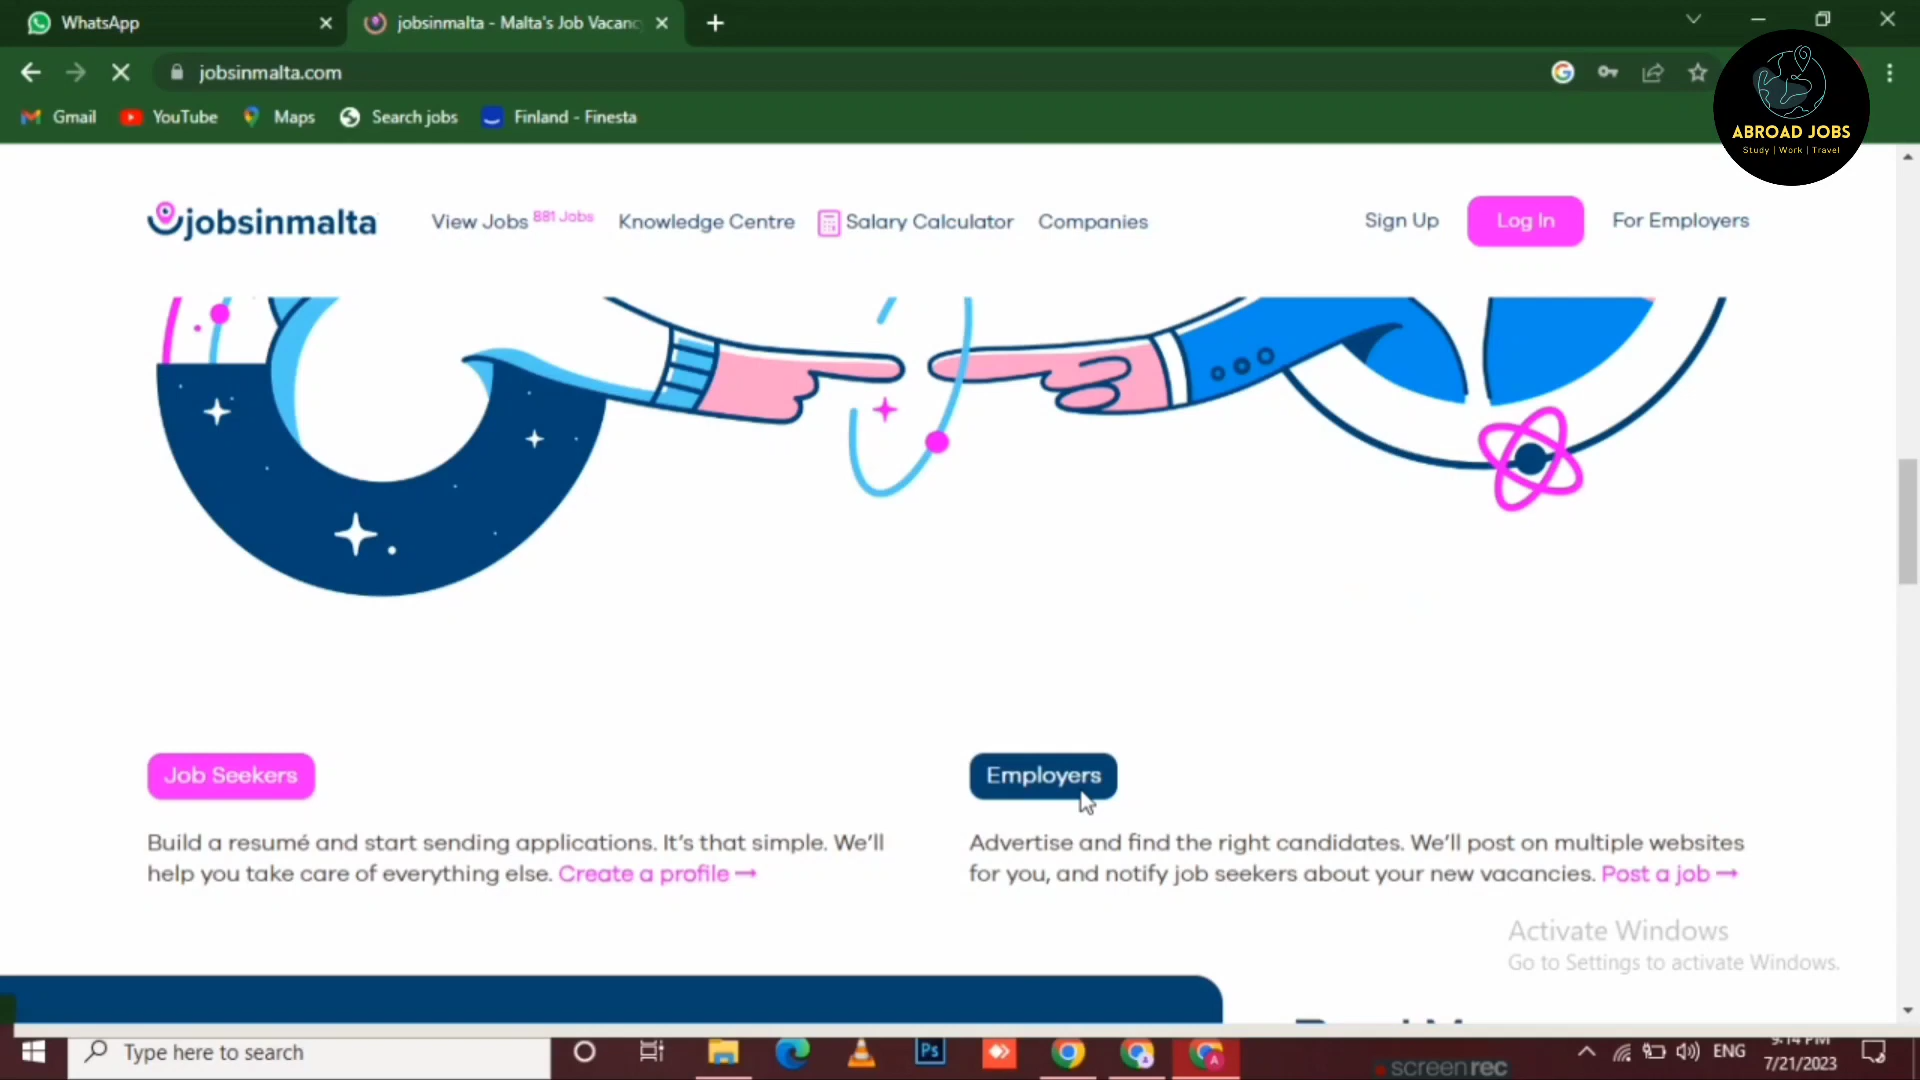 WhatsApp
jobsinmalta - Malta's Job Vacanc
jobsinmalta.com
Gmail
YouTube
Maps
Search jobs
Finland - Finesta
ABROAD JOBS
Study | Work | Travel
jobsinmalta
View Jobs 881 Jobs
Knowledge Centre
Salary Calculator
Companies
Sign Up
Log In
For Employers
Job Seekers
Build a resumé and start sending applications. It's that simple. We'll
help you take care of everything else. Create a profile →
Employers
Advertise and find the right candidates. We'll post on multiple websites
for you, and notify job seekers about your new vacancies. Post a job →
Activate Windows
Go to Settings to activate Windows.
Type here to search
Ps
A
ENG
9:14 PM
7/21/2023
screenrec